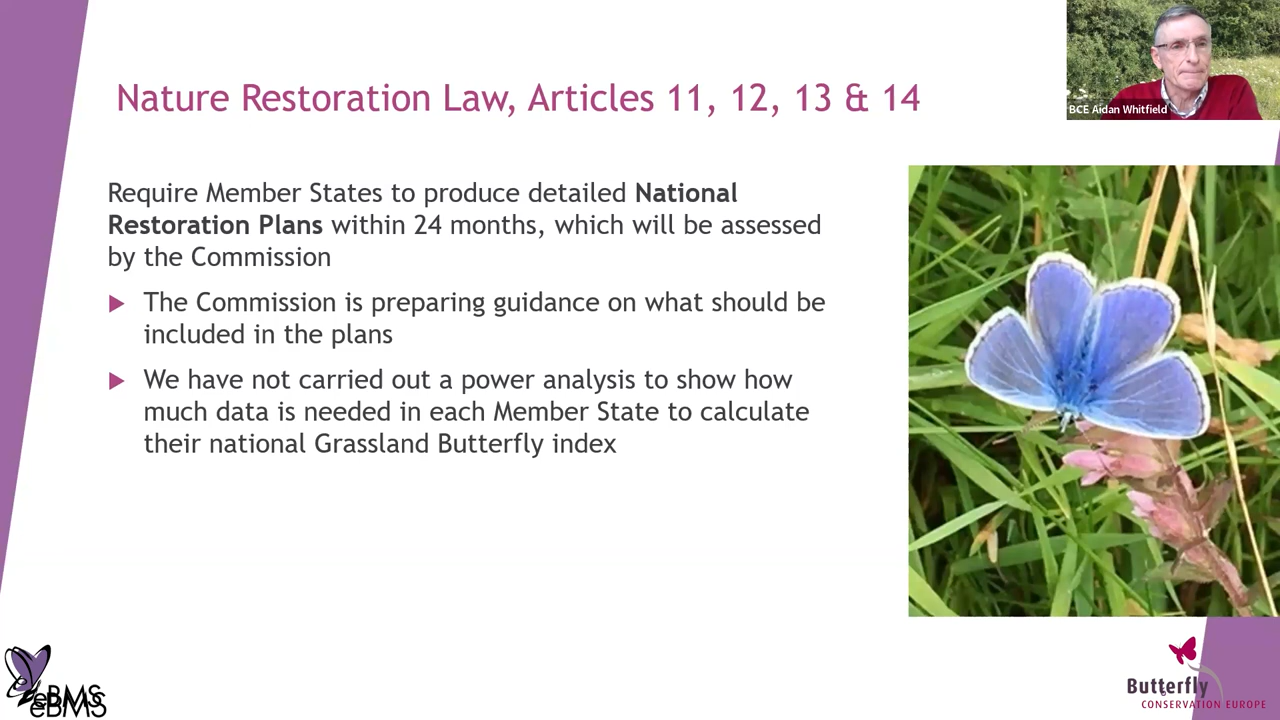 Nature Restoration Law, Articles 11, 12, 13 & 14
BCE Aidan Whitfield
Require Member States to produce detailed National
Restoration Plans within 24 months, which will be assessed
by the Commission
The Commission is preparing guidance on what should be
included in the plans
We have not carried out a power analysis to show how
much data is needed in each Member State to calculate
their national Grassland Butterfly index
eBMS
eBMS
Butterfly
CONSERVATION EUROPE